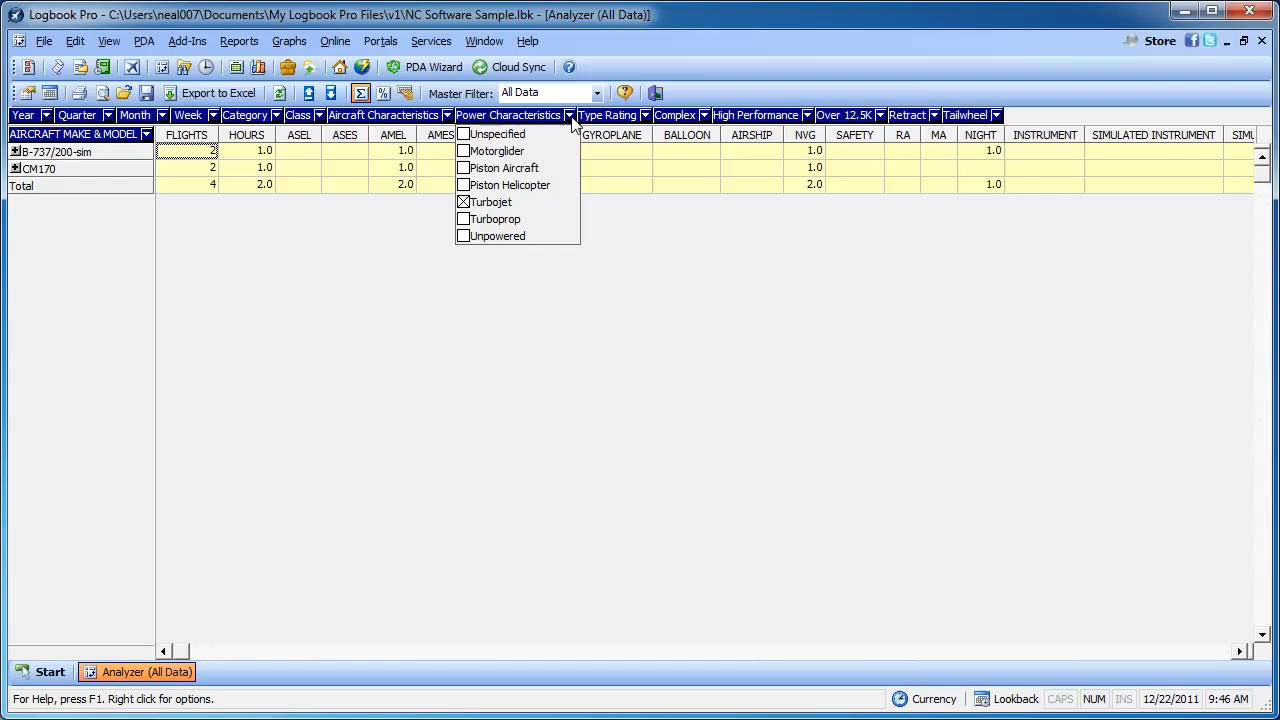 Logbook Pro - C:\Users\neal007\Documents\My Logbook Pro Files\v1\NC Software Sample.lbk - [Analyzer (All Data)]
File Edit View PDA Add-Ins Reports Graphs Online Portals Services Window Help Store
PDA Wizard Cloud Sync
Export to Excel Master Filter: All Data
Year Quarter Month Week Category Class Aircraft Characteristics Power Characteristics Type Rating Complex High Performance Over 12.5K Retract Tailwheel
AIRCRAFT MAKE & MODEL FLIGHTS HOURS ASEL ASES AMEL AMES GYROPLANE BALLOON AIRSHIP NVG SAFETY RA MA NIGHT INSTRUMENT SIMULATED INSTRUMENT SIMU
B-737/200-sim 2 1.0 1.0 1.0 1.0
CM170 2 1.0 1.0 1.0
Total 4 2.0 2.0 2.0 1.0
Unspecified
Motorglider
Piston Aircraft
Piston Helicopter
Turbojet
Turboprop
Unpowered
Start Analyzer (All Data)
For Help, press F1. Right click for options. Currency Lookback CAPS NUM INS 12/22/2011 9:46 AM